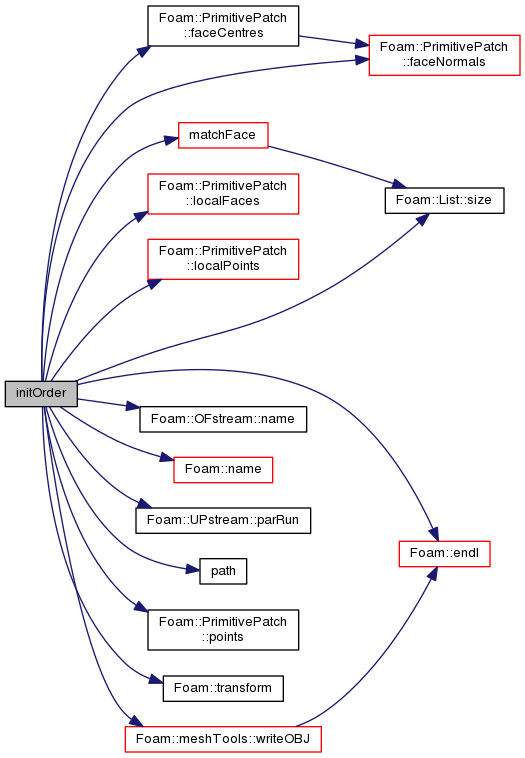 Foam::PrimitivePatch
::faceCentres
Foam::PrimitivePatch
::faceNormals
matchFace
Foam::PrimitivePatch
::localFaces
Foam::List::size
Foam::PrimitivePatch
::localPoints
initOrder
Foam::OFstream::name
Foam::name
Foam::UPstream::parRun
Foam::endl
path
Foam::PrimitivePatch
::points
Foam::transform
Foam::meshTools::writeOBJ